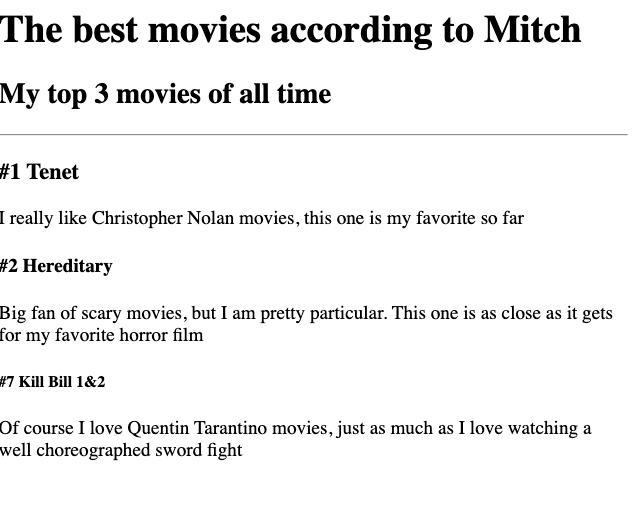 The best movies according to Mitch
My top 3 movies of all time
#1 Tenet
I really like Christopher Nolan movies, this one is my favorite so far
#2 Hereditary
Big fan of scary movies, but I am pretty particular. This one is as close as it gets
for my favorite horror film
#7 Kill Bill 1&2
Of course I love Quentin Tarantino movies, just as much as I love watching a
well choreographed sword fight